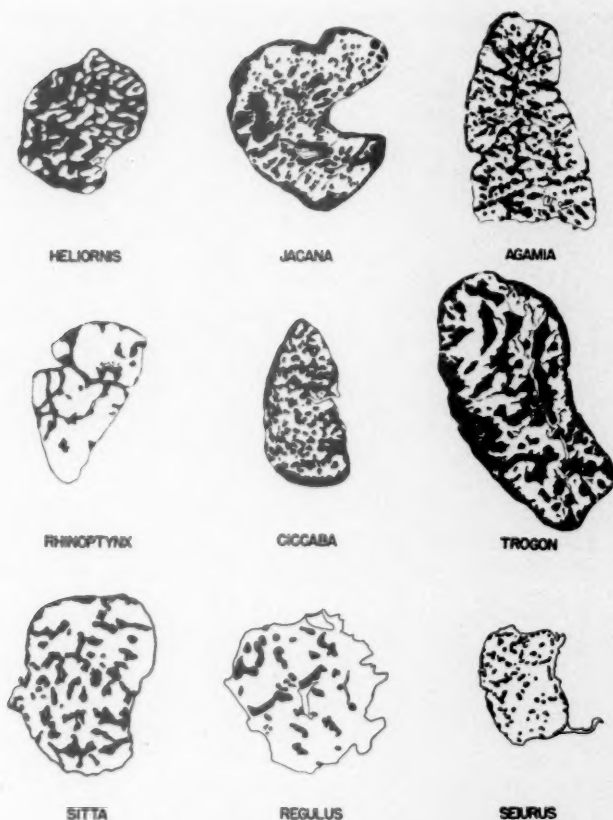 HELIORNIS JACANA AGAMIA
RHINOPTYNX CICCABA TROGON
SITTA REGULUS SEIURUS